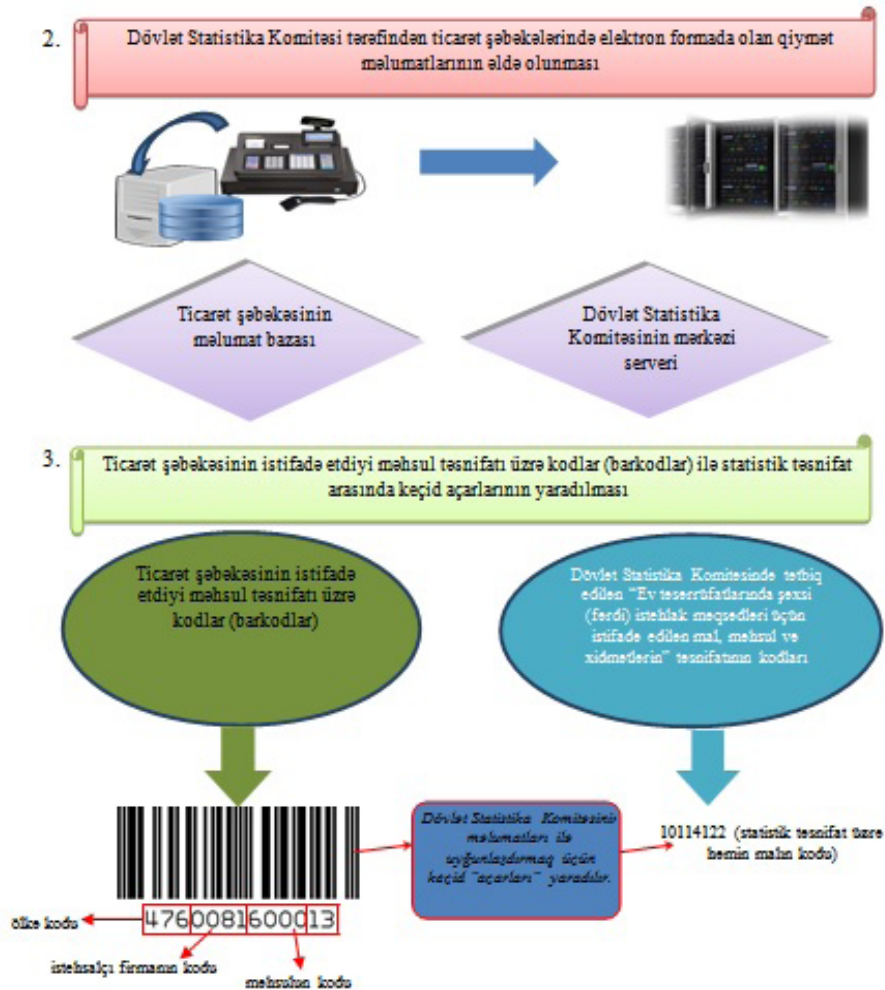 2.
Dövlət Statistika Komitəsi tərəfindən ticarət şəbəkələrində elektron formada olan qiymət
məlumatlarının əldə olunması
Ticarət şəbəkəsinin
məlumat bazası
Dövlət Statistika
Komitəsinin mərkəzi
serveri
3.
Ticarət şəbəkəsinin istifadə etdiyi məhsul təsnifatı üzrə kodlar (barkodlar) ilə statistik təsnifat
arasında keçid açarlarının yaradılması
Ticarət şəbəkəsinin istifadə
etdiyi məhsul təsnifatı üzrə
kodlar (barkodlar)
Dövlət Statistika Komitəsində tətbiq
edilən "Ev təsərrüfatlarında şəxsi
(fərdi) istehlak məqsədləri üçün
istifadə edilən mal, məhsul və
xidmətlərin" təsnifatının kodları
Dövlət Statistika Komitəsinin
məlumatları ilə
uyğunlaşdırmaq üçün
keçid "açarları" yaradılır.
10114122 (statistik təsnifat üzrə
həmin malın kodu)
4760081600013
ölkə kodu
istehsalçı firmanın kodu
məhsulun kodu